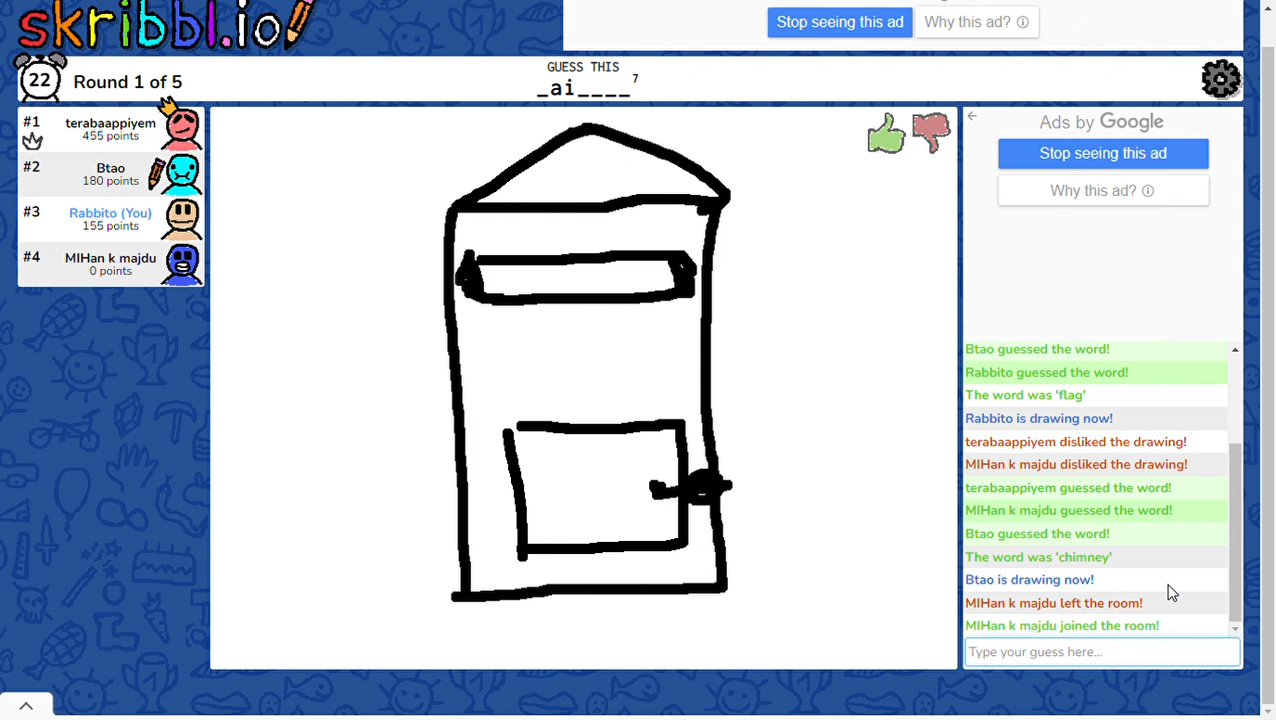 skribbl.io
Stop seeing this ad
Why this ad?
22
Round 1 of 5
GUESS THIS
_ai____ 7
#1
terabaappiyem
455 points
#2
Btao
180 points
#3
Rabbito (You)
155 points
#4
MIHan k majdu
0 points
Ads by Google
Stop seeing this ad
Why this ad?
Btao guessed the word!
Rabbito guessed the word!
The word was 'flag'
Rabbito is drawing now!
terabaappiyem disliked the drawing!
MIHan k majdu disliked the drawing!
terabaappiyem guessed the word!
MIHan k majdu guessed the word!
Btao guessed the word!
The word was 'chimney'
Btao is drawing now!
MIHan k majdu left the room!
MIHan k majdu joined the room!
Type your guess here...